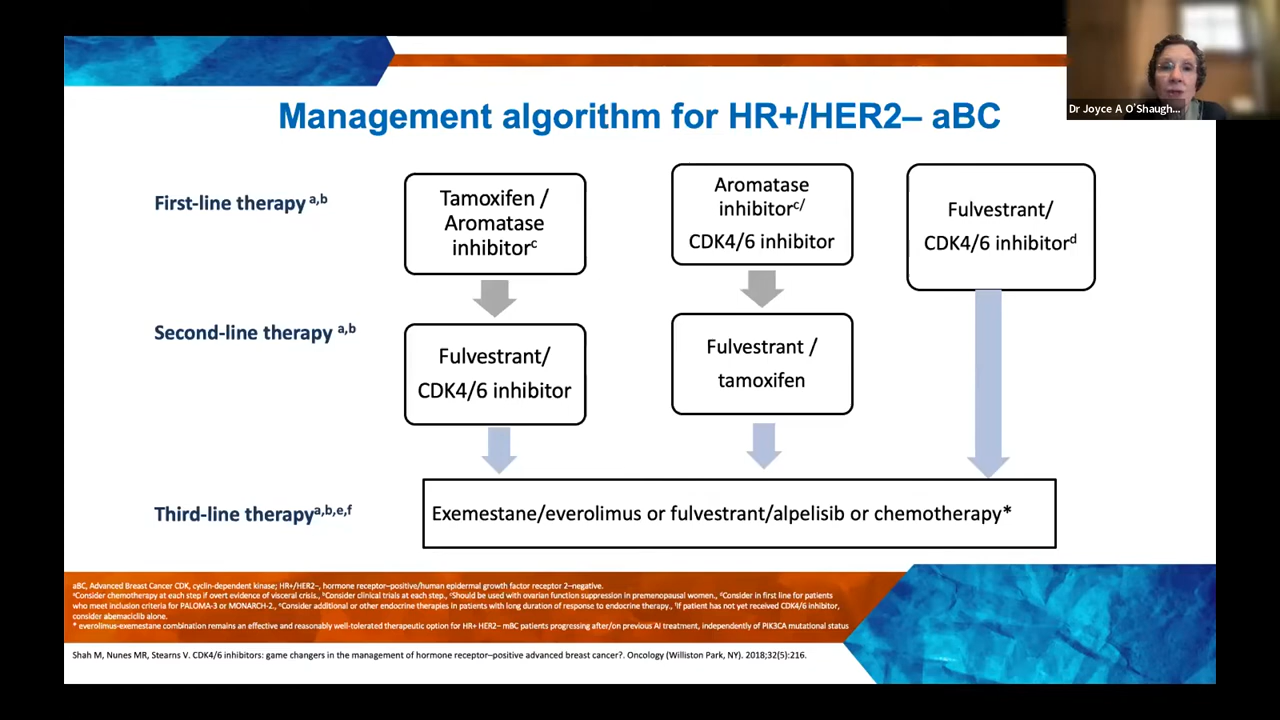 Dr Joyce A O'Shaugh...
Management algorithm for HR+/HER2– aBC
First-line therapy a,b
Tamoxifen /
Aromatase
inhibitorc
Aromatase
inhibitorc/
CDK4/6 inhibitor
Fulvestrant/
CDK4/6 inhibitord
Second-line therapy a,b
Fulvestrant/
CDK4/6 inhibitor
Fulvestrant /
tamoxifen
Third-line therapya,b,e,f
Exemestane/everolimus or fulvestrant/alpelisib or chemotherapy*
aBC, Advanced Breast Cancer CDK, cyclin-dependent kinase; HR+/HER2–, hormone receptor–positive/human epidermal growth factor receptor 2–negative.
aConsider chemotherapy at each step if overt evidence of visceral crisis., bConsider clinical trials at each step., cShould be used with ovarian function suppression in premenopausal women., dConsider in first line for patients
who meet inclusion criteria for PALOMA-3 or MONARCH-2., eConsider additional or other endocrine therapies in patients with long duration of response to endocrine therapy., fIf patient has not yet received CDK4/6 inhibitor,
consider abemaciclib alone.
* everolimus-exemestane combination remains an effective and reasonably well-tolerated therapeutic option for HR+ HER2– mBC patients progressing after/on previous AI treatment, independently of PIK3CA mutational status
Shah M, Nunes MR, Stearns V. CDK4/6 inhibitors: game changers in the management of hormone receptor–positive advanced breast cancer?. Oncology (Williston Park, NY). 2018;32(5):216.